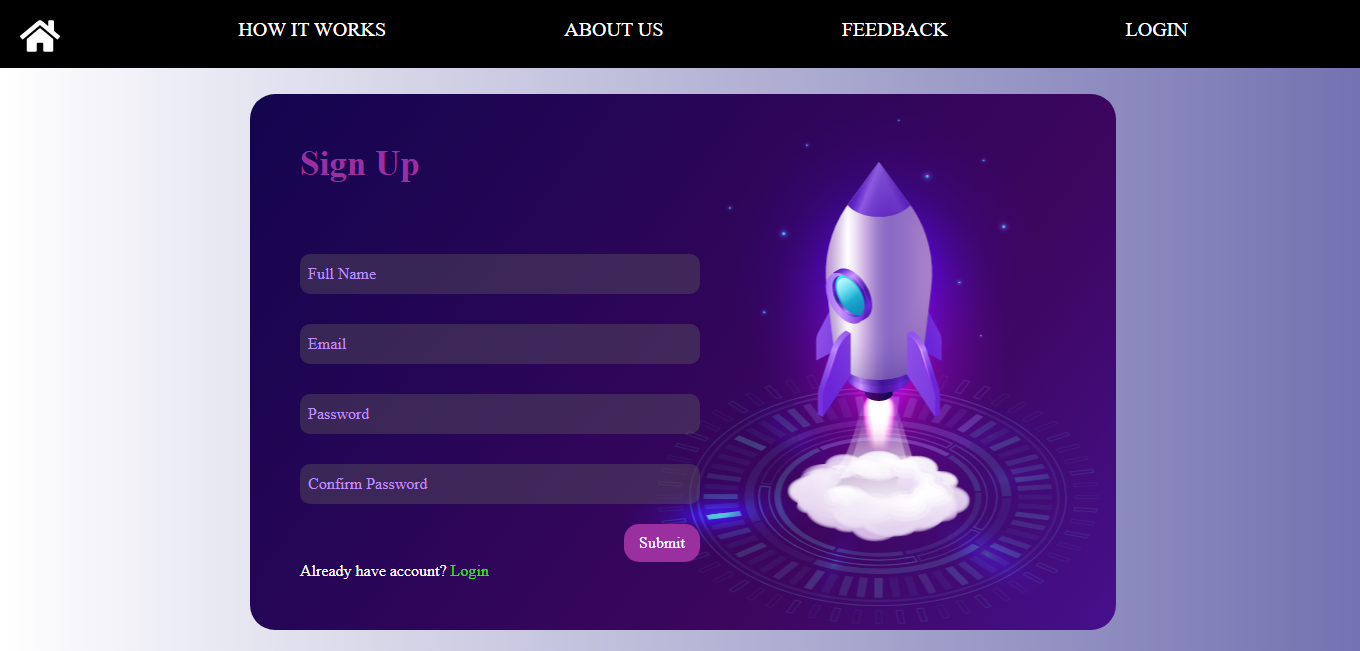 HOW IT WORKS ABOUT US FEEDBACK LOGIN
Sign Up
Full Name
Email
Password
Confirm Password
Submit
Already have account? Login